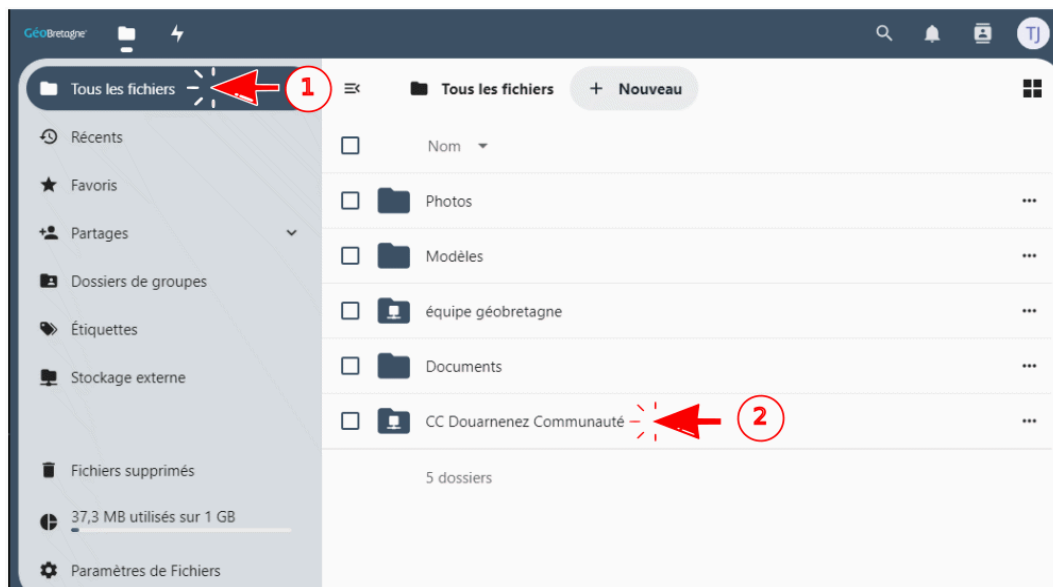 GéoBretagne
TJ
Tous les fichiers
1
Récents
Favoris
Partages
Dossiers de groupes
Étiquettes
Stockage externe
Fichiers supprimés
37,3 MB utilisés sur 1 GB
Paramètres de Fichiers
Tous les fichiers
+ Nouveau
Nom
Photos
Modèles
équipe géobretagne
Documents
CC Douarnenez Communauté
2
5 dossiers